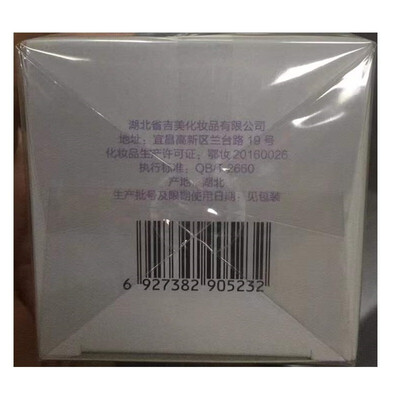 湖北省吉美化妆品有限公司
地址：宜昌高新区兰台路 19 号
化妆品生产许可证：鄂妆 20160026
执行标准：QB/T 2660
产地：湖北
生产批号及限期使用日期：见包装
6 927382 905232